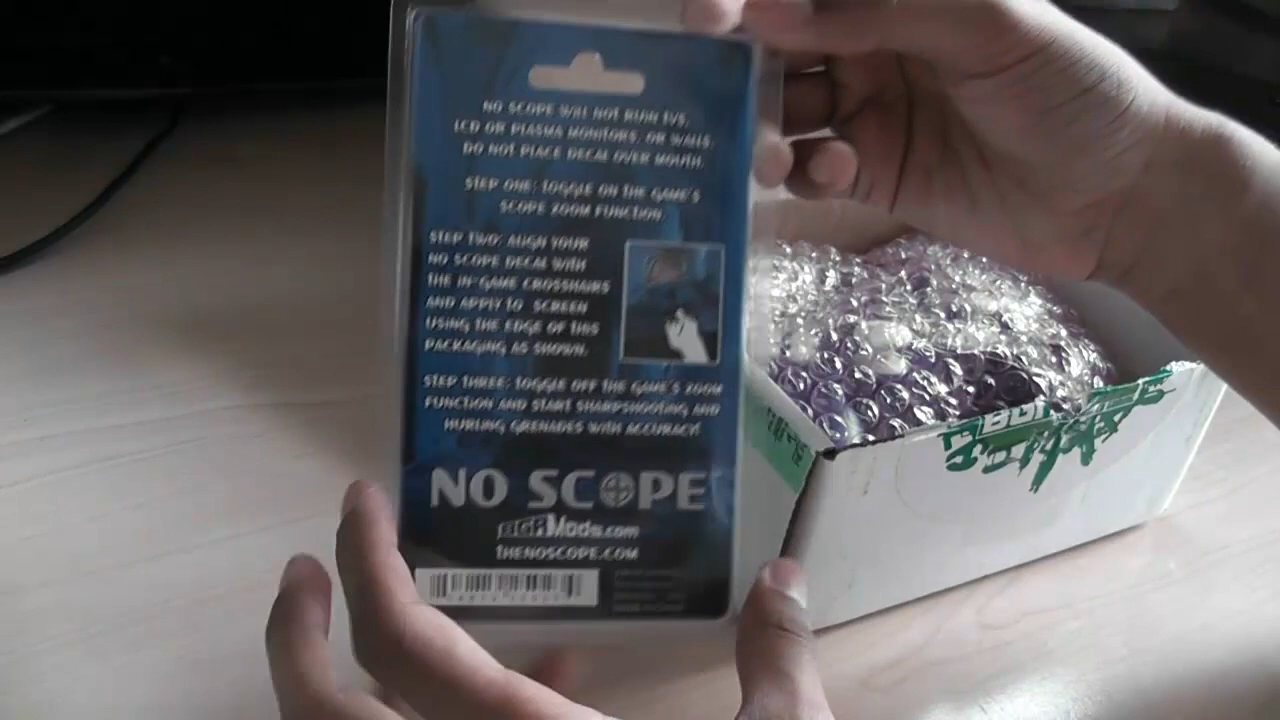 NO SCOPE WILL NOT RUIN TVS,
LCD OR PLASMA MONITORS, OR WALLS.
DO NOT PLACE DECAL OVER MOUTH.
STEP ONE: TOGGLE ON THE GAME'S
SCOPE ZOOM FUNCTION.
STEP TWO: ALIGN YOUR
NO SCOPE DECAL WITH
THE IN-GAME CROSSHAIRS
AND APPLY TO SCREEN
USING THE EDGE OF THIS
PACKAGING AS SHOWN.
STEP THREE: TOGGLE OFF THE GAME'S ZOOM
FUNCTION AND START SHARPSHOOTING AND
HURLING GRENADES WITH ACCURACY!
NO SCOPE
BGRMods.com
THENOSCOPE.COM